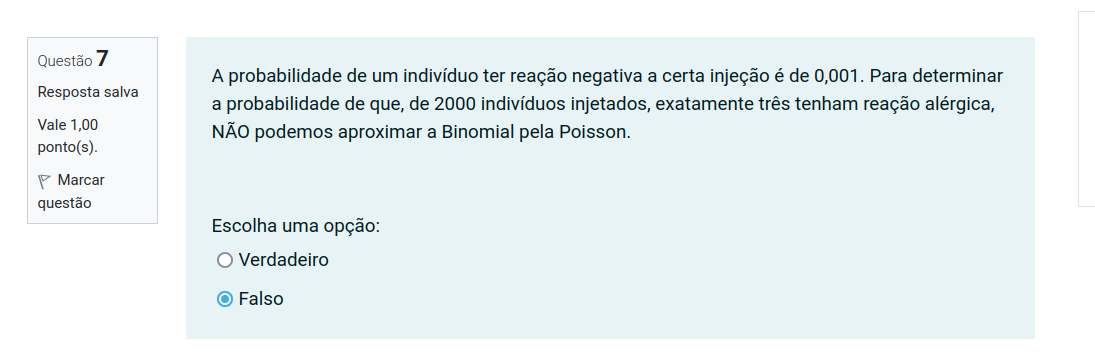 Questão 7
Resposta salva
Vale 1,00
ponto(s).
Marcar
questão
A probabilidade de um indivíduo ter reação negativa a certa injeção é de 0,001. Para determinar
a probabilidade de que, de 2000 indivíduos injetados, exatamente três tenham reação alérgica,
NÃO podemos aproximar a Binomial pela Poisson.
Escolha uma opção:
Verdadeiro
Falso